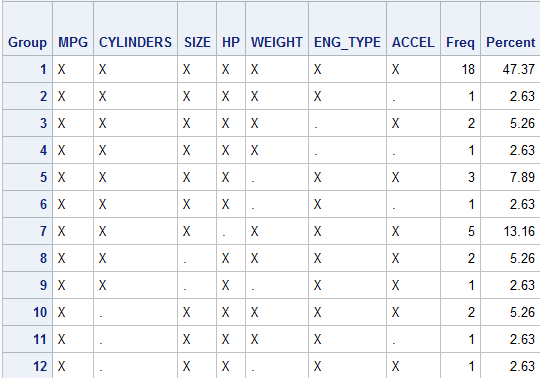 Group MPG CYLINDERS SIZE HP WEIGHT ENG_TYPE ACCEL Freq Percent
1 X X X X X X X 18 47.37
2 X X X X X X . 1 2.63
3 X X X X X . X 2 5.26
4 X X X X X . . 1 2.63
5 X X X X . X X 3 7.89
6 X X X X . X . 1 2.63
7 X X X . X X X 5 13.16
8 X X . X X X X 2 5.26
9 X X . X . X X 1 2.63
10 X . X X X X X 2 5.26
11 X . X X X X . 1 2.63
12 X . X X . X X 1 2.63